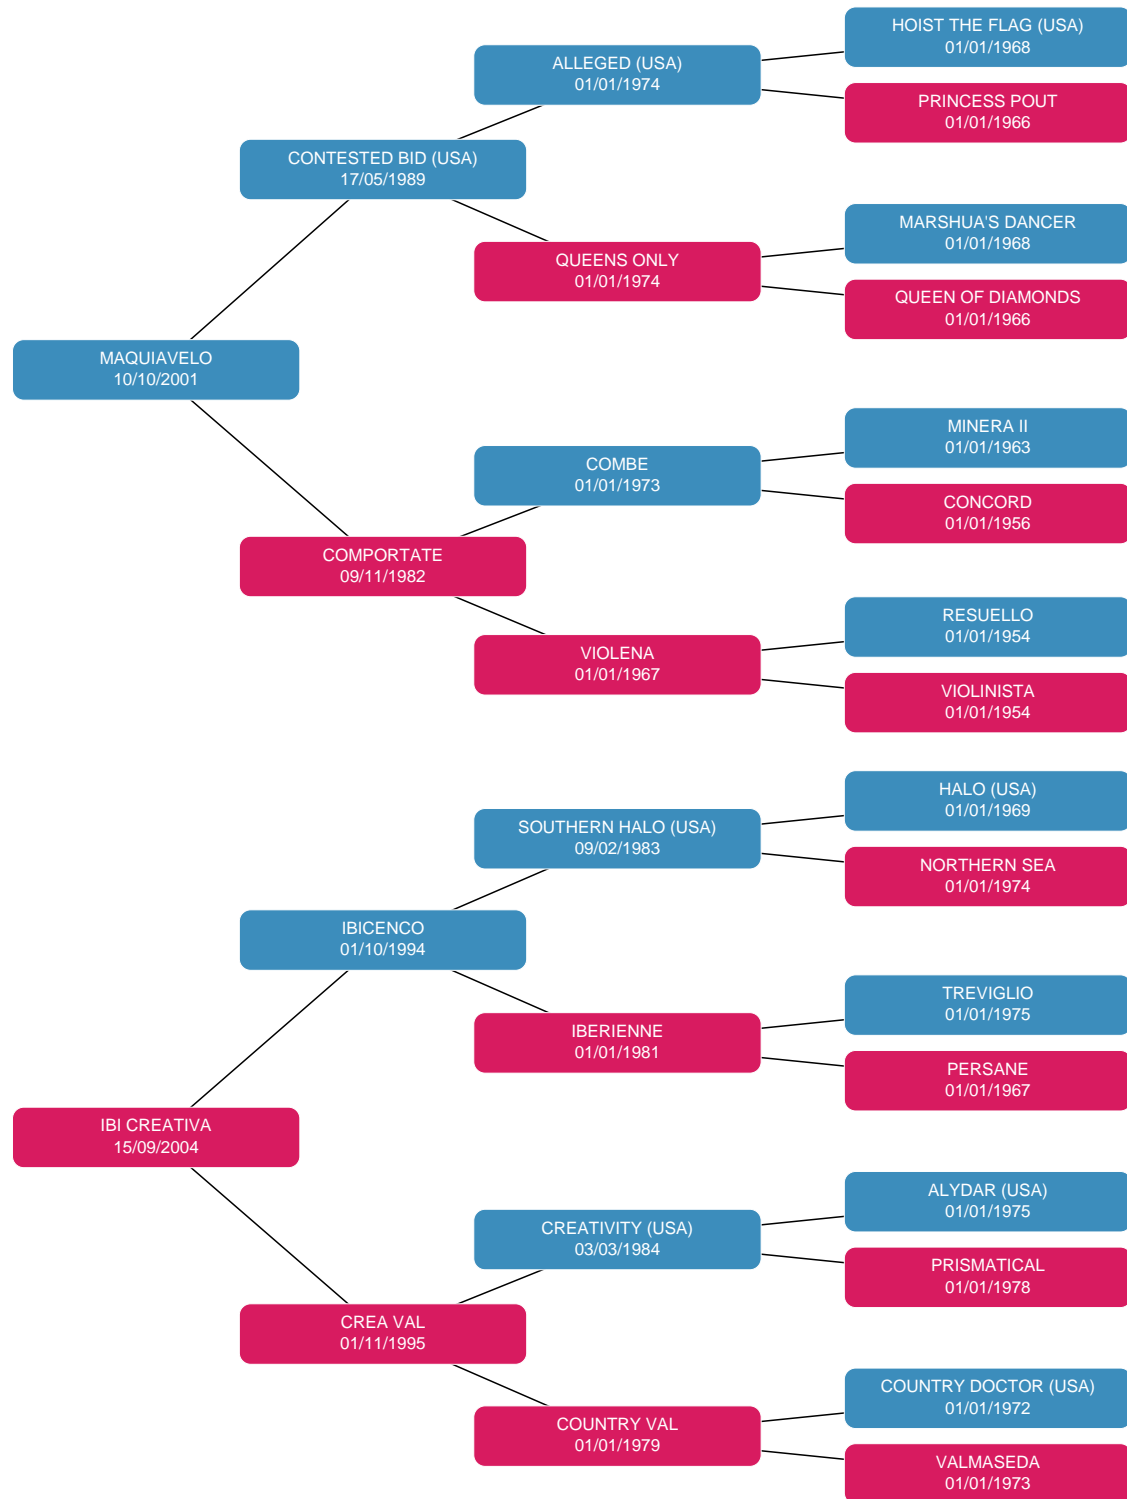 HOIST THE FLAG (USA)
01/01/1968
ALLEGED (USA)
01/01/1974
PRINCESS POUT
01/01/1966
CONTESTED BID (USA)
17/05/1989
MARSHUA'S DANCER
01/01/1968
QUEENS ONLY
01/01/1974
QUEEN OF DIAMONDS
01/01/1966
MAQUIAVELO
10/10/2001
MINERA II
01/01/1963
COMBE
01/01/1973
CONCORD
01/01/1956
COMPORTATE
09/11/1982
RESUELLO
01/01/1954
VIOLENA
01/01/1967
VIOLINISTA
01/01/1954
HALO (USA)
01/01/1969
SOUTHERN HALO (USA)
09/02/1983
NORTHERN SEA
01/01/1974
IBICENCO
01/10/1994
TREVIGLIO
01/01/1975
IBERIENNE
01/01/1981
PERSANE
01/01/1967
IBI CREATIVA
15/09/2004
ALYDAR (USA)
01/01/1975
CREATIVITY (USA)
03/03/1984
PRISMATICAL
01/01/1978
CREA VAL
01/11/1995
COUNTRY DOCTOR (USA)
01/01/1972
COUNTRY VAL
01/01/1979
VALMASEDA
01/01/1973